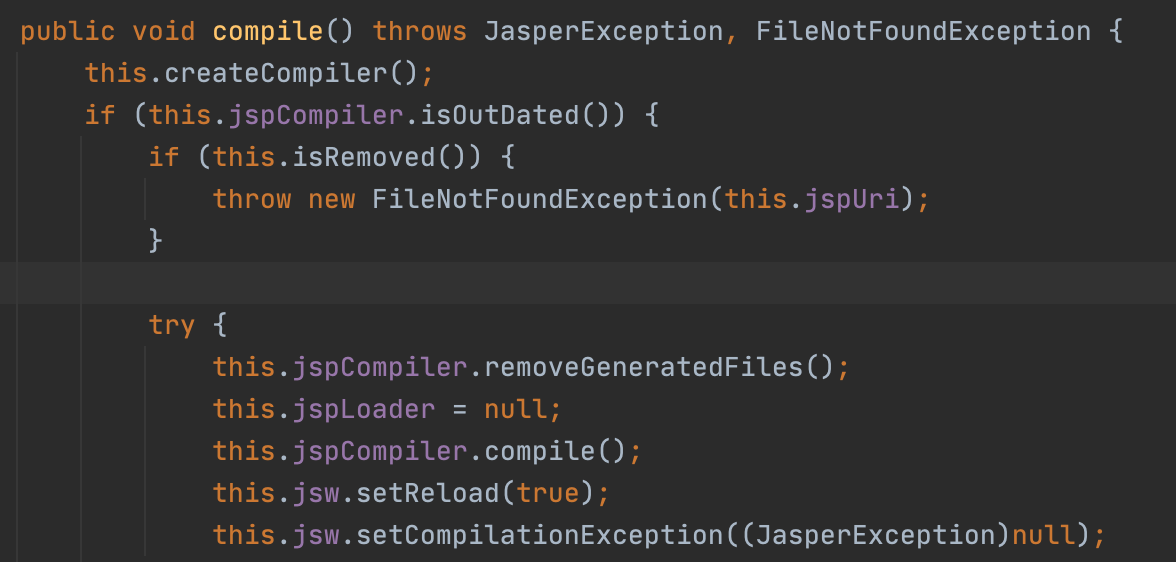 public void compile() throws JasperException, FileNotFoundException {
this.createCompiler();
if (this.jspCompiler.isOutDated()) {
if (this.isRemoved()) {
throw new FileNotFoundException(this.jspUri);
}
try {
this.jspCompiler.removeGeneratedFiles();
this.jspLoader = null;
this.jspCompiler.compile();
this.jsw.setReload(true);
this.jsw.setCompilationException((JasperException)null);